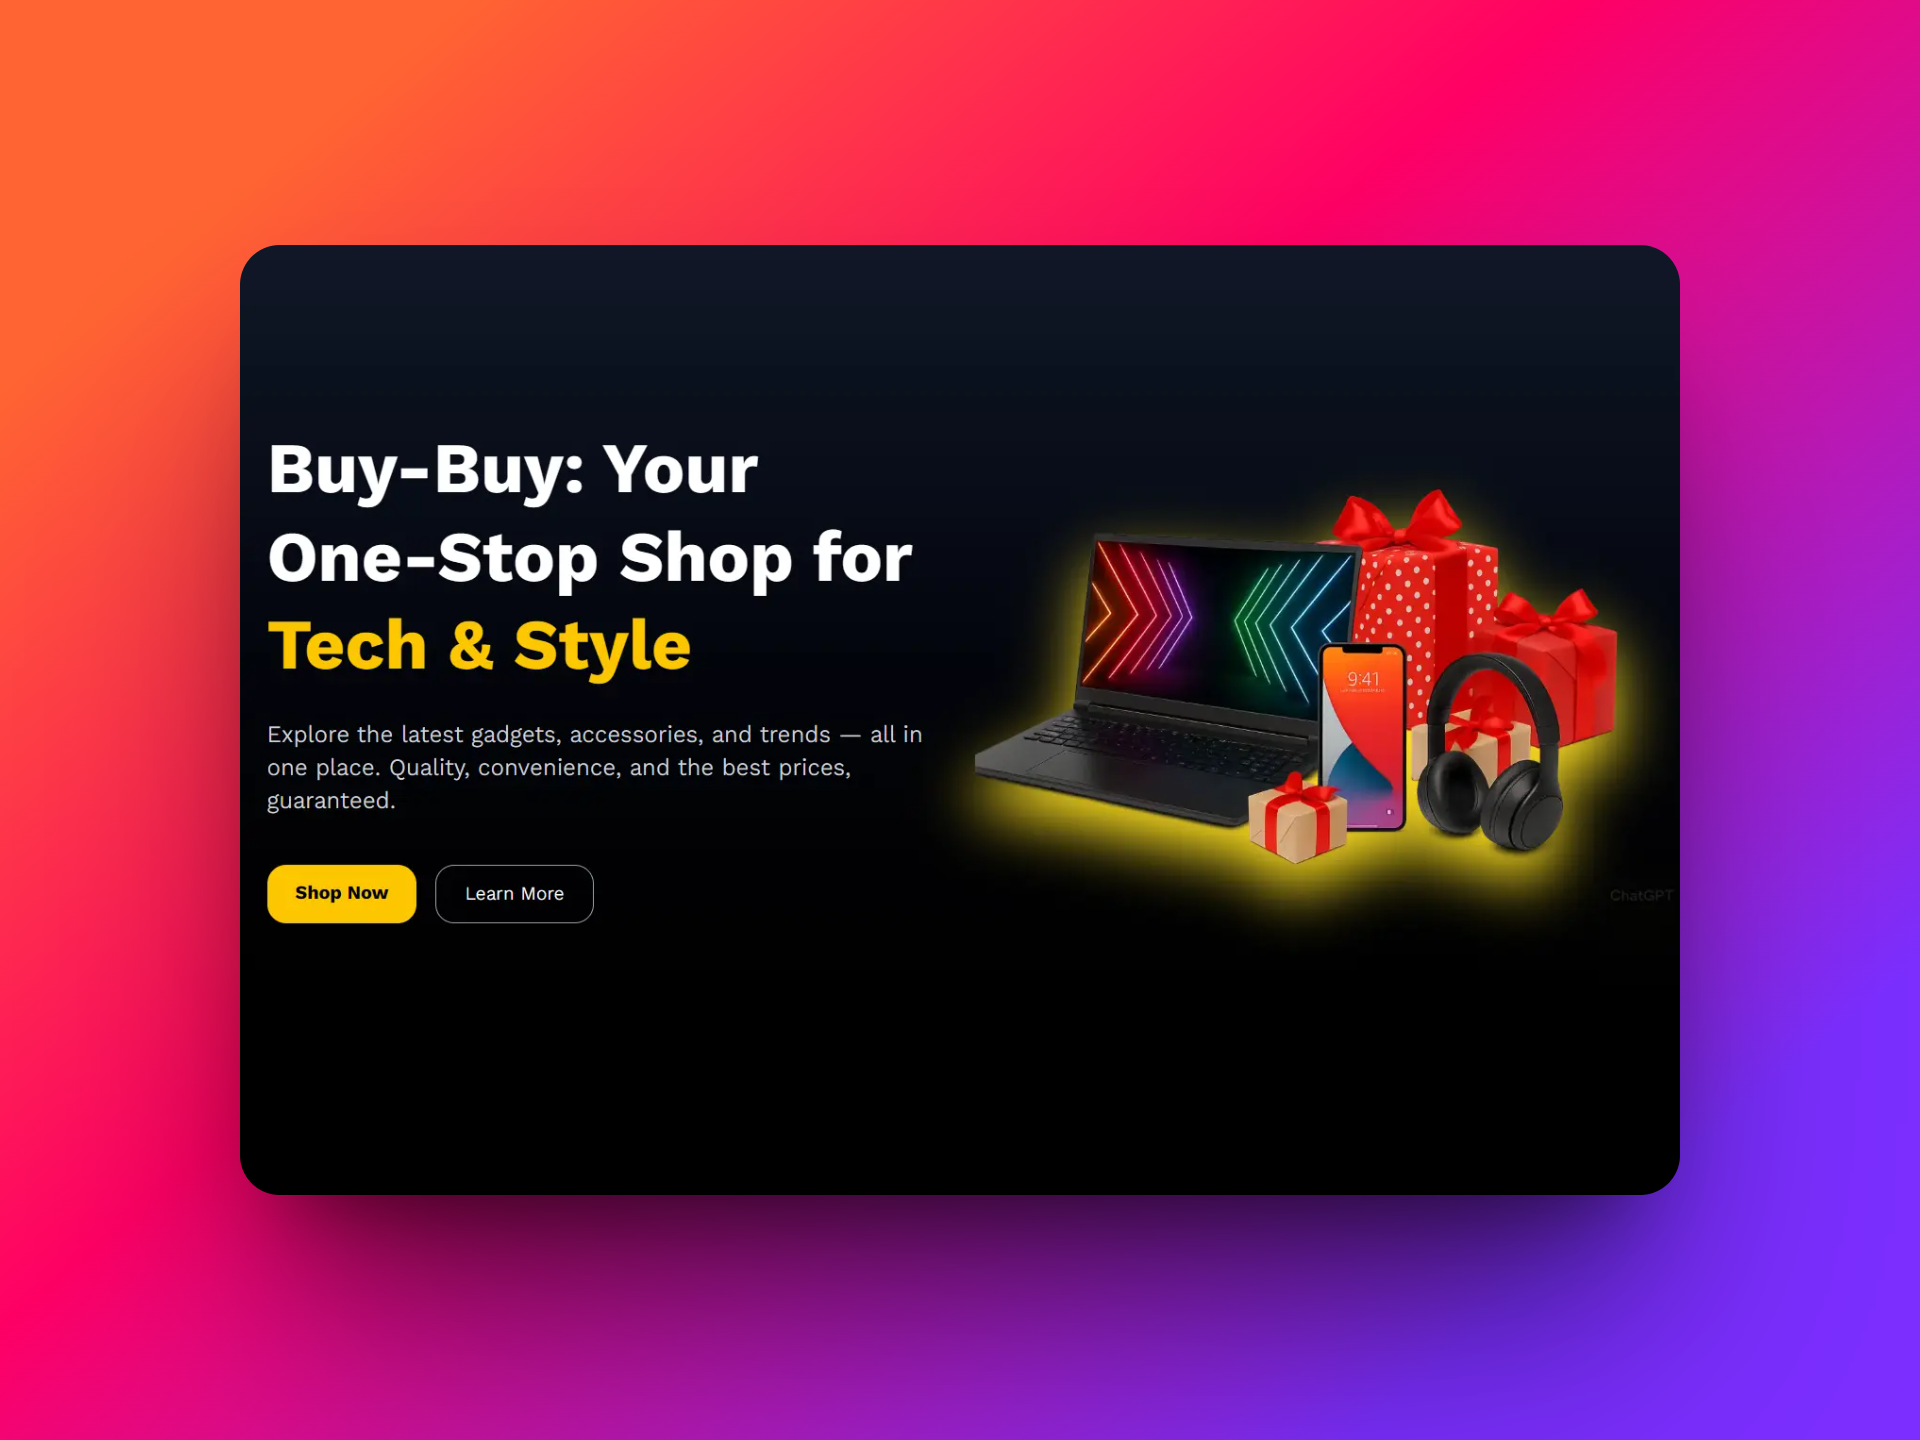 Buy-Buy: Your
One-Stop Shop for
Tech & Style
Explore the latest gadgets, accessories, and trends — all in
one place. Quality, convenience, and the best prices,
guaranteed.
Shop Now
Learn More
9:41
ChatGPT